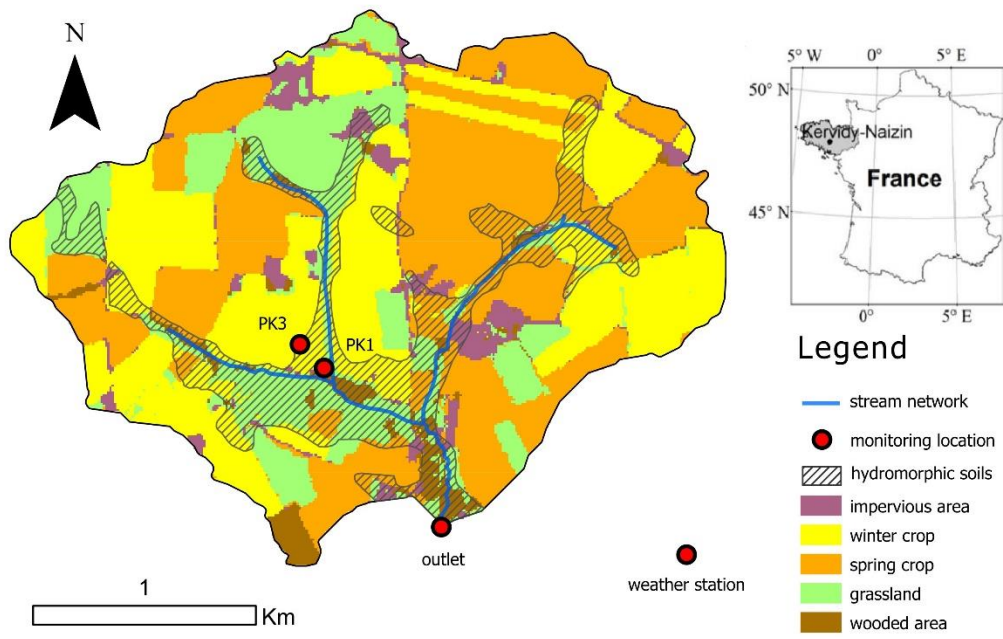 N
PK3
PK1
outlet
weather station
1
Km
5° W
0°
5° E
50° N
Kervidy-Naizin
France
45° N
0°
5° E
Legend
stream network
monitoring location
hydromorphic soils
impervious area
winter crop
spring crop
grassland
wooded area